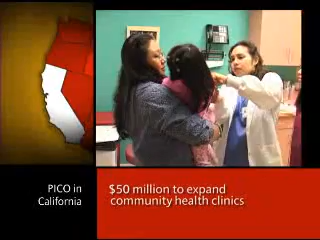 PICO in
California
$50 million to expand
community health clinics